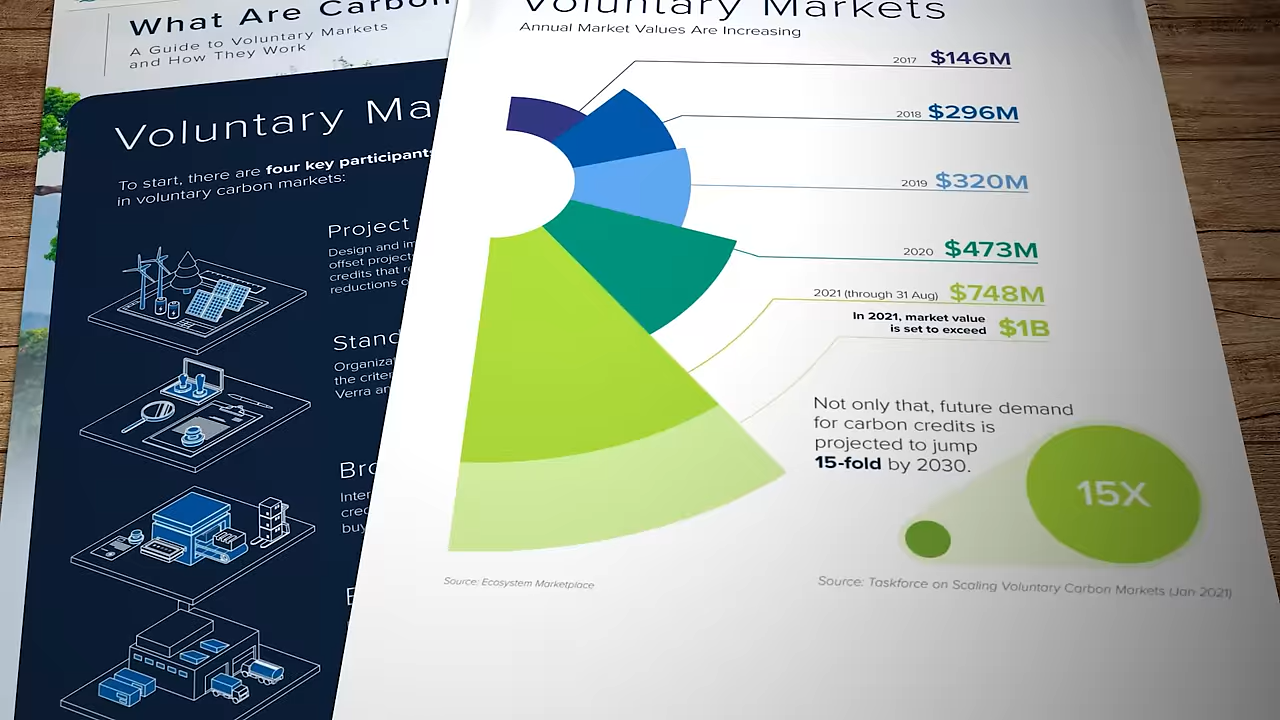 What Are Carbon
A Guide to Voluntary Markets
and How They Work
Voluntary Ma
To start, there are four key participants
in voluntary carbon markets:
Project
Design and im
offset project
credits that r
reductions o
Stand
Organiza
the criter
Verra an
Bro
Inter
cred
buy
Voluntary Markets
Annual Market Values Are Increasing
2017 $146M
2018 $296M
2019 $320M
2020 $473M
2021 (through 31 Aug) $748M
In 2021, market value
is set to exceed $1B
Not only that, future demand
for carbon credits is
projected to jump
15-fold by 2030.
15X
Source: Ecosystem Marketplace
Source: Taskforce on Scaling Voluntary Carbon Markets (Jan 2021)